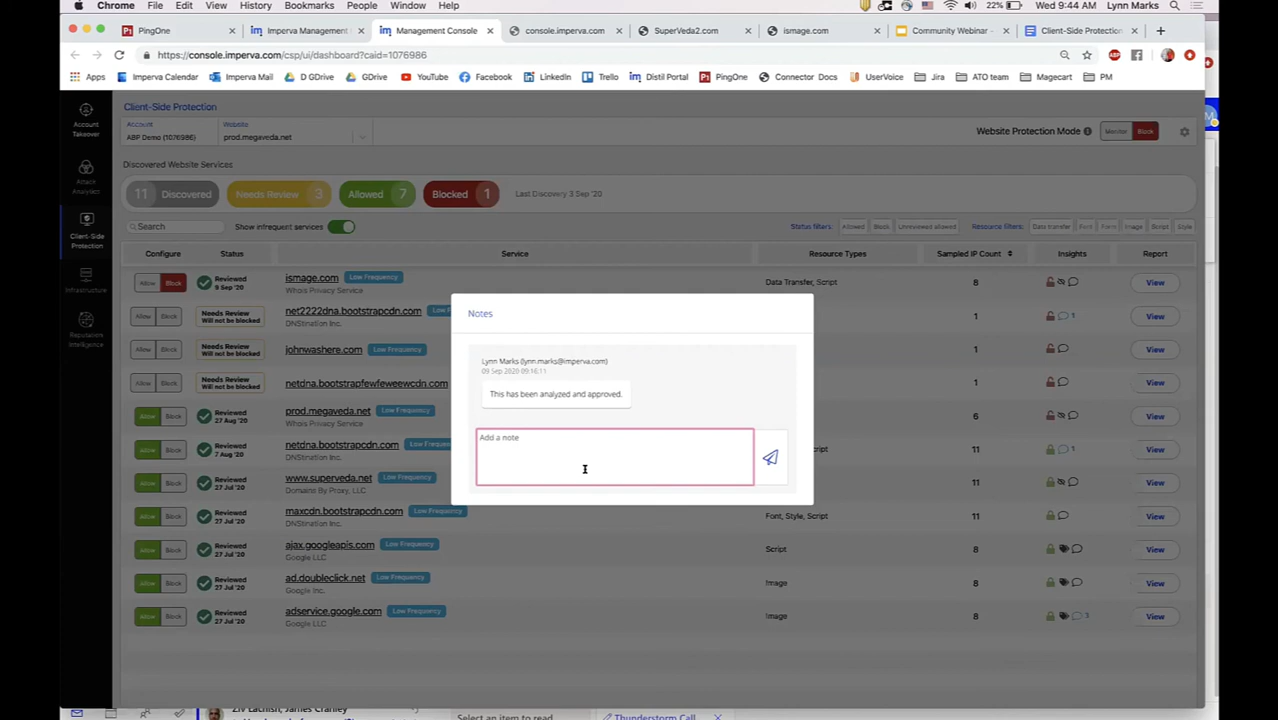 Chrome File Edit View History Bookmarks People Window Help 22% Wed 9:44 AM Lynn Marks
PingOne Imperva Management Management Console console.imperva.com SuperVeda2.com ismage.com Community Webinar - Client-Side Protection
https://console.imperva.com/csp/ui/dashboard?caid=1076986
Apps Imperva Calendar Imperva Mail D GDrive GDrive YouTube Facebook LinkedIn Trello Distil Portal PingOne Connector Docs UserVoice Jira ATO team Magecart PM
Account Takeover
Attack Analytics
Client-Side Protection
Infrastructure
Reputation Intelligence
Client-Side Protection
Account Website
ABP Demo (1076986) prod.megaveda.net
Website Protection Mode Monitor Block
Discovered Website Services
11 Discovered Needs Review 3 Allowed 7 Blocked 1 Last Discovery 3 Sep '20
Search Show infrequent services Status filters: Allowed Block Unreviewed allowed Resource filters: Data transfer Font Form Image Script Style
Configure Status Service Resource Types Sampled IP Count Insights Report
Allow Block Reviewed 9 Sep '20 ismage.com Low Frequency Whois Privacy Service Data Transfer, Script 8 View
Allow Block Needs Review Will not be blocked net2222dna.bootstrapcdn.com DNStination Inc. 1 1 View
Allow Block Needs Review Will not be blocked johnwashere.com Low Frequency 1 View
Allow Block Needs Review Will not be blocked netdna.bootstrapfewfeweewcdn.com 1 View
Allow Block Reviewed 27 Aug '20 prod.megaveda.net Low Frequency Whois Privacy Service 6 View
Allow Block Reviewed 7 Aug '20 netdna.bootstrapcdn.com DNStination Inc. 11 1 View
Allow Block Reviewed 27 Jul '20 www.superveda.net Low Frequency Domains By Proxy, LLC 11 View
Allow Block Reviewed 27 Jul '20 maxcdn.bootstrapcdn.com Low Frequency DNStination Inc. Font, Style, Script 11 View
Allow Block Reviewed 27 Jul '20 ajax.googleapis.com Low Frequency Google LLC Script 8 View
Allow Block Reviewed 27 Jul '20 ad.doubleclick.net Low Frequency Google Inc. Image 8 View
Allow Block Reviewed 27 Jul '20 adservice.google.com Low Frequency Google LLC Image 8 3 View
Notes
Lynn Marks (lynn.marks@imperva.com)
09 Sep 2020 09:16:11
This has been analyzed and approved.
Add a note
Select an item to read Thunderstorm Call